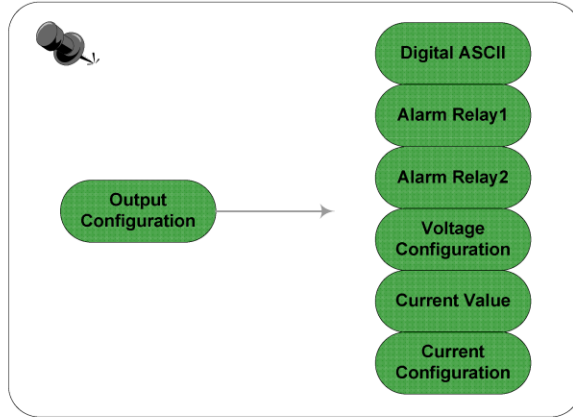 Digital ASCII
Alarm Relay1
Alarm Relay2
Output
Configuration
Voltage
Configuration
Current Value
Current
Configuration